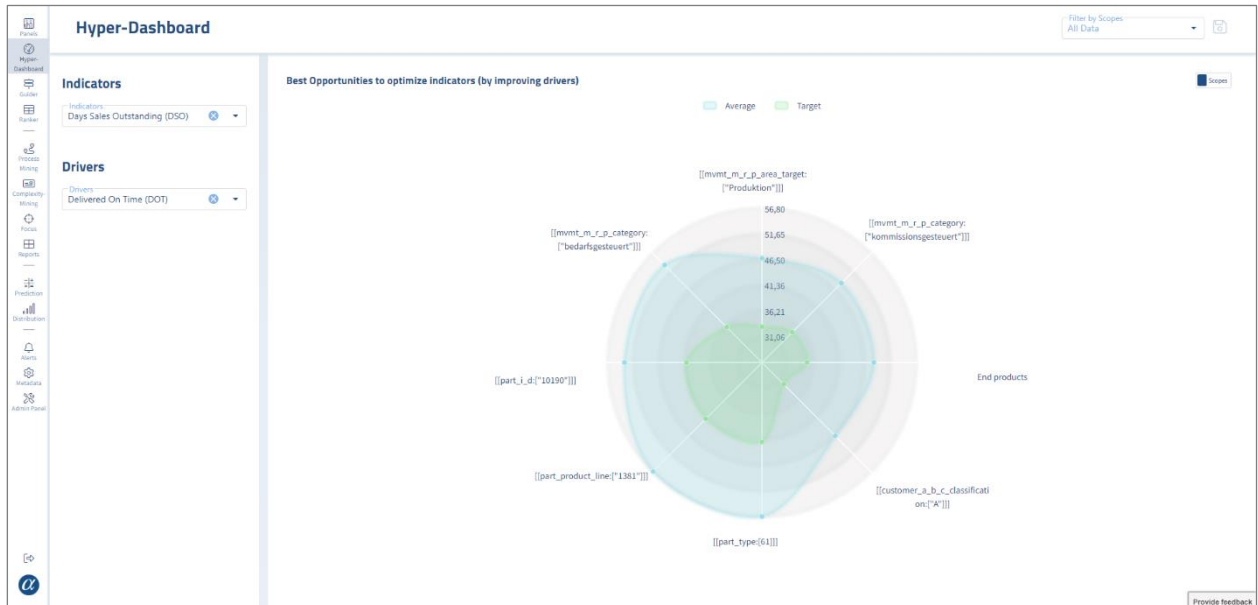 Panels
Hyper-
Dashboard
Guider
Ranker
Process
Mining
Complexity-
Mining
Focus
Reports
Prediction
Distribution
Alerts
Metadata
Admin Panel
α
Hyper-Dashboard
Filter by Scopes
All Data
Indicators
Indicators
Days Sales Outstanding (DSO)
Drivers
Drivers
Delivered On Time (DOT)
Best Opportunities to optimize indicators (by improving drivers)
Scopes
Average
Target
[[mvmt_m_r_p_area_target:
["Produktion"]]]
[[mvmt_m_r_p_category:
["kommissionsgesteuert"]]]
[[mvmt_m_r_p_category:
["bedarfsgesteuert"]]]
56,80
51,65
46,50
41,36
36,21
31,06
End products
[[part_i_d:["10190"]]]
[[part_product_line:["1381"]]]
[[customer_a_b_c_classificati
on:["A"]]]
[[part_type:[61]]]
Provide feedback